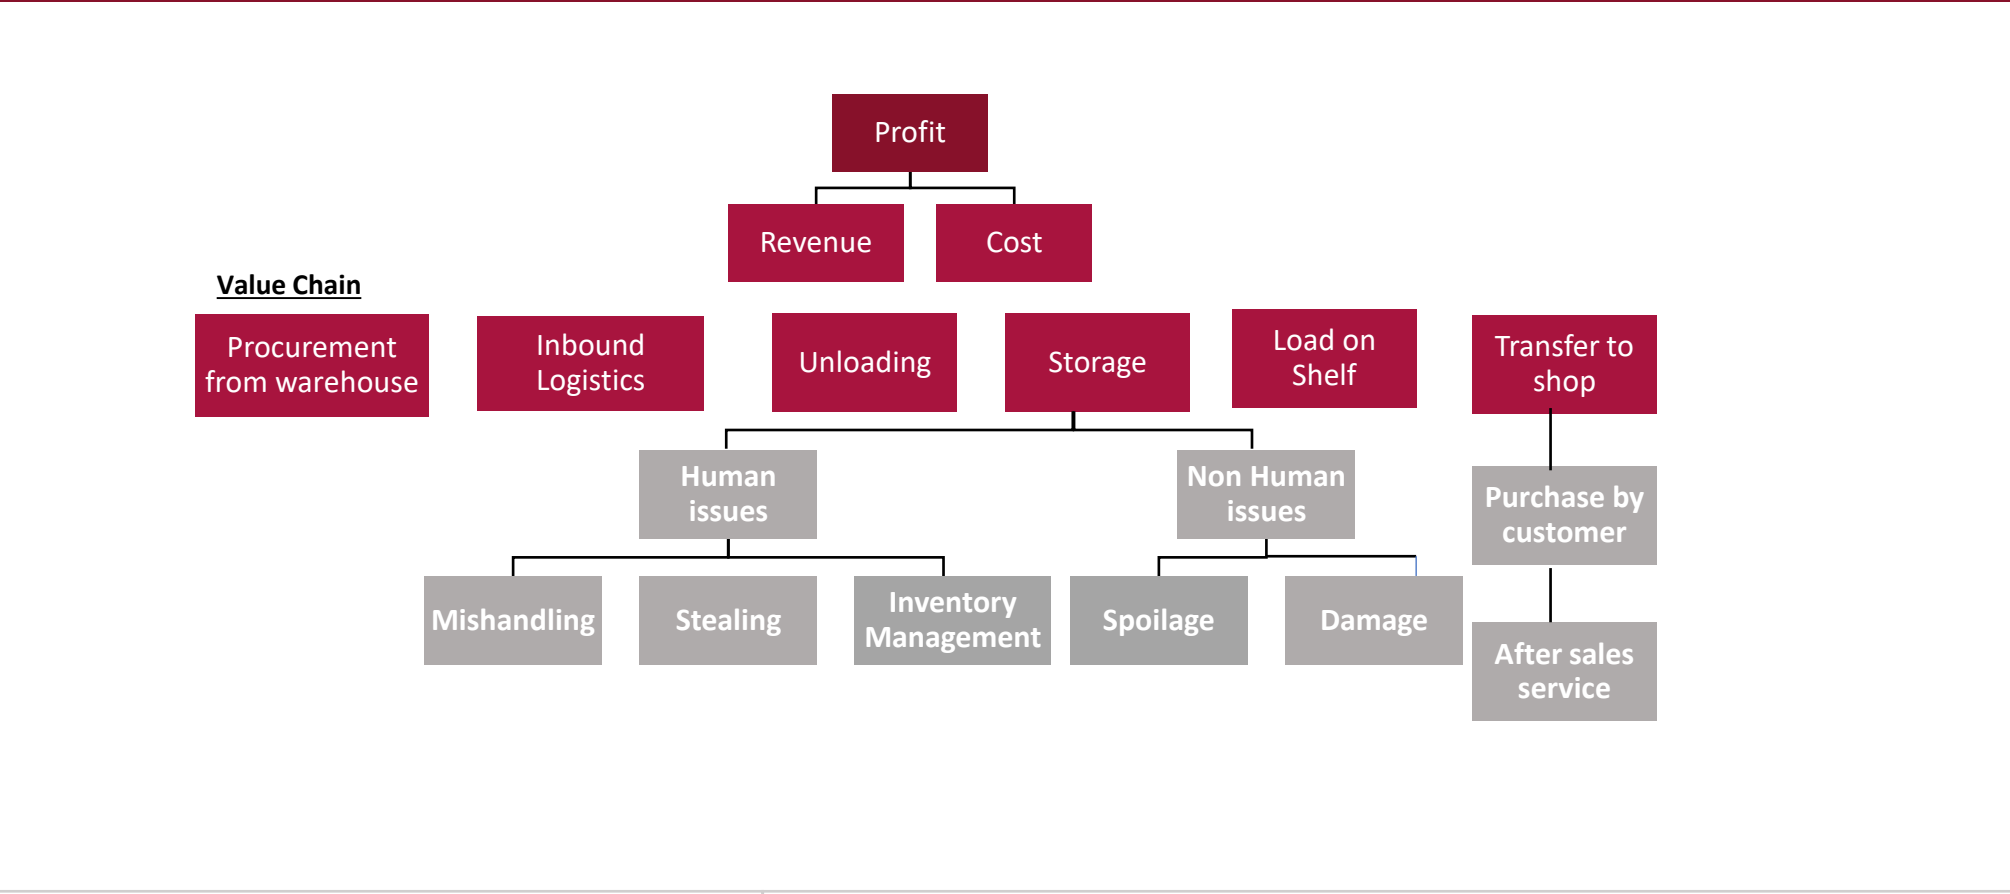 Profit
Revenue
Cost
Value Chain
Procurement
from warehouse
Inbound
Logistics
Unloading
Storage
Load on
Shelf
Transfer to
shop
Human
issues
Non Human
issues
Purchase by
customer
Mishandling
Stealing
Inventory
Management
Spoilage
Damage
After sales
service